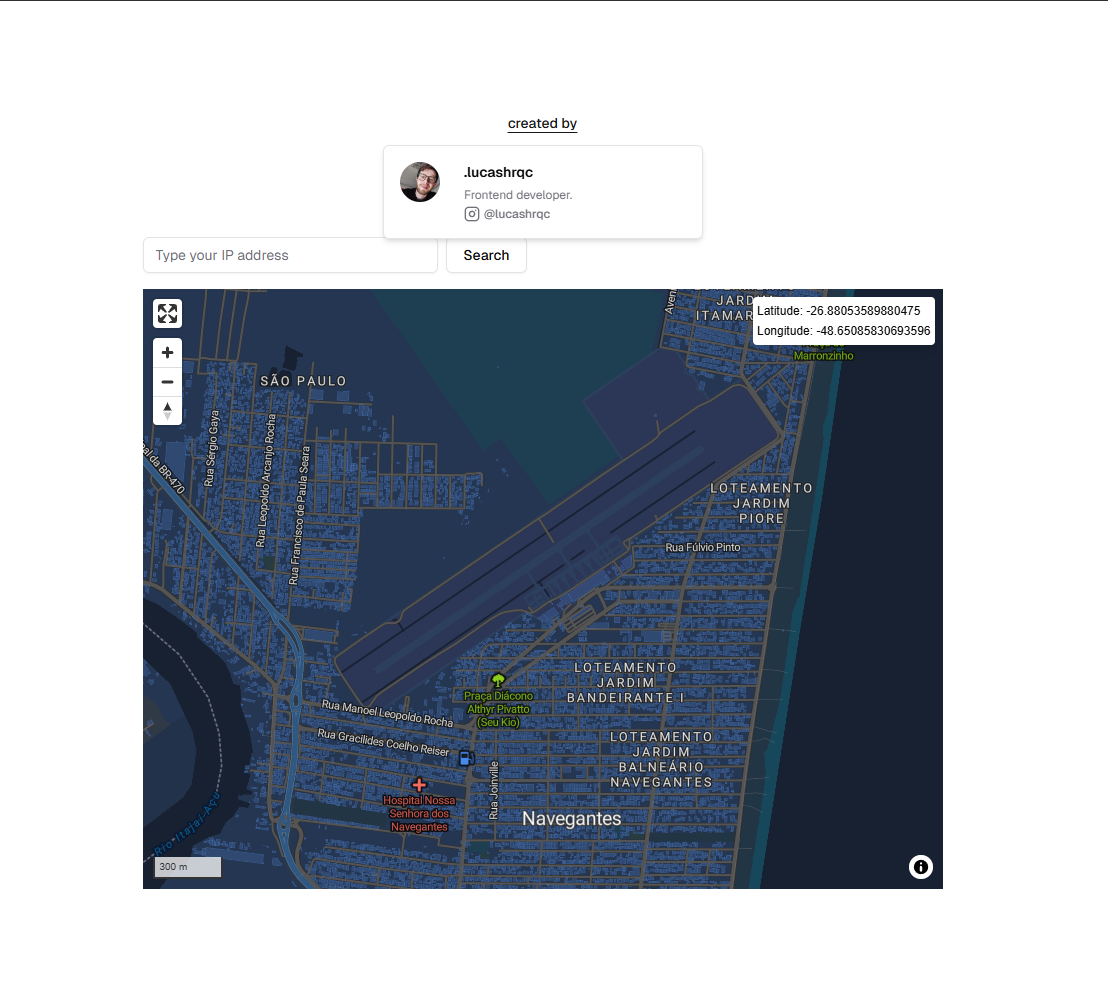 created by
.lucashrqc
Frontend developer.
@lucashrqc
Type your IP address
Search
JARDIM
ITAMAR
Latitude: -26.88053589880475
Longitude: -48.65085830693596
Marronzinho
SÃO PAULO
Rua Sérgio Gaya
Rua Leopoldo Arcanjo Rocha
Rua Francisco de Paula Seara
BR-470
LOTEAMENTO
JARDIM
PIORE
Rua Fúlvio Pinto
LOTEAMENTO
JARDIM
BANDEIRANTE I
Praça Diácono
Althyr Pivatto
(Seu Kio)
Rua Manoel Leopoldo Rocha
Rua Gracilides Coelho Reiser
LOTEAMENTO
JARDIM
BALNEÁRIO
NAVEGANTES
Rua Joinville
Hospital Nossa
Senhora dos
Navegantes
Navegantes
Rio Itajaí-Açu
300 m